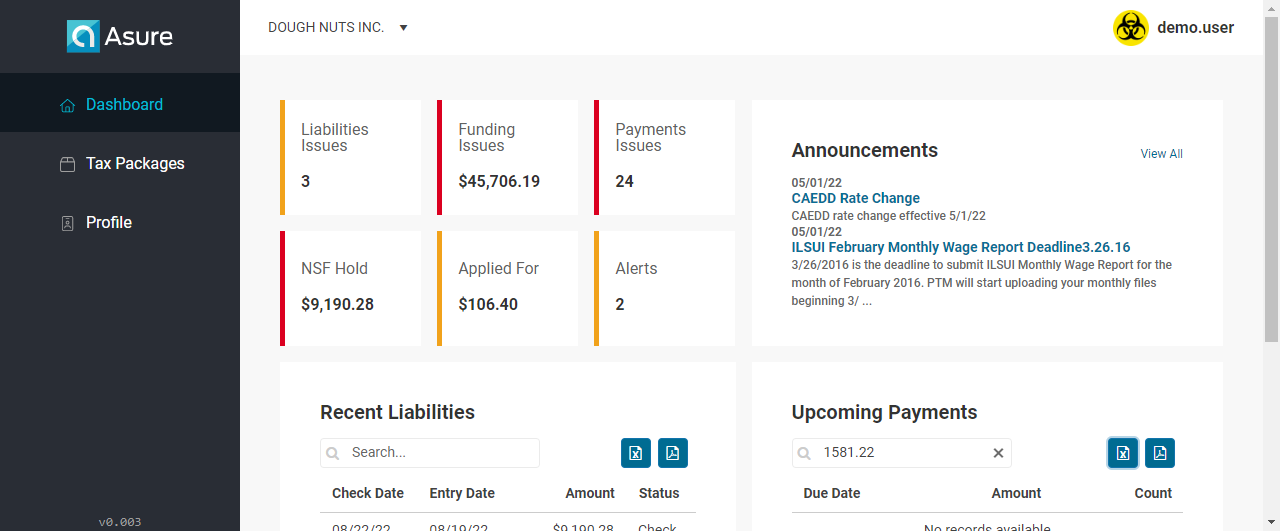 Asure
DOUGH NUTS INC.
demo.user
Dashboard
Tax Packages
Profile
v0.003
Liabilities
Issues
3
Funding
Issues
$45,706.19
Payments
Issues
24
NSF Hold
$9,190.28
Applied For
$106.40
Alerts
2
Announcements
View All
05/01/22
CAEDD Rate Change
CAEDD rate change effective 5/1/22
05/01/22
ILSUI February Monthly Wage Report Deadline3.26.16
3/26/2016 is the deadline to submit ILSUI Monthly Wage Report for the
month of February 2016. PTM will start uploading your monthly files
beginning 3/ ...
Recent Liabilities
Search...
Check Date Entry Date Amount Status
08/22/22 08/19/22 $9,190.28 Check
Upcoming Payments
1581.22
Due Date Amount Count
No records available